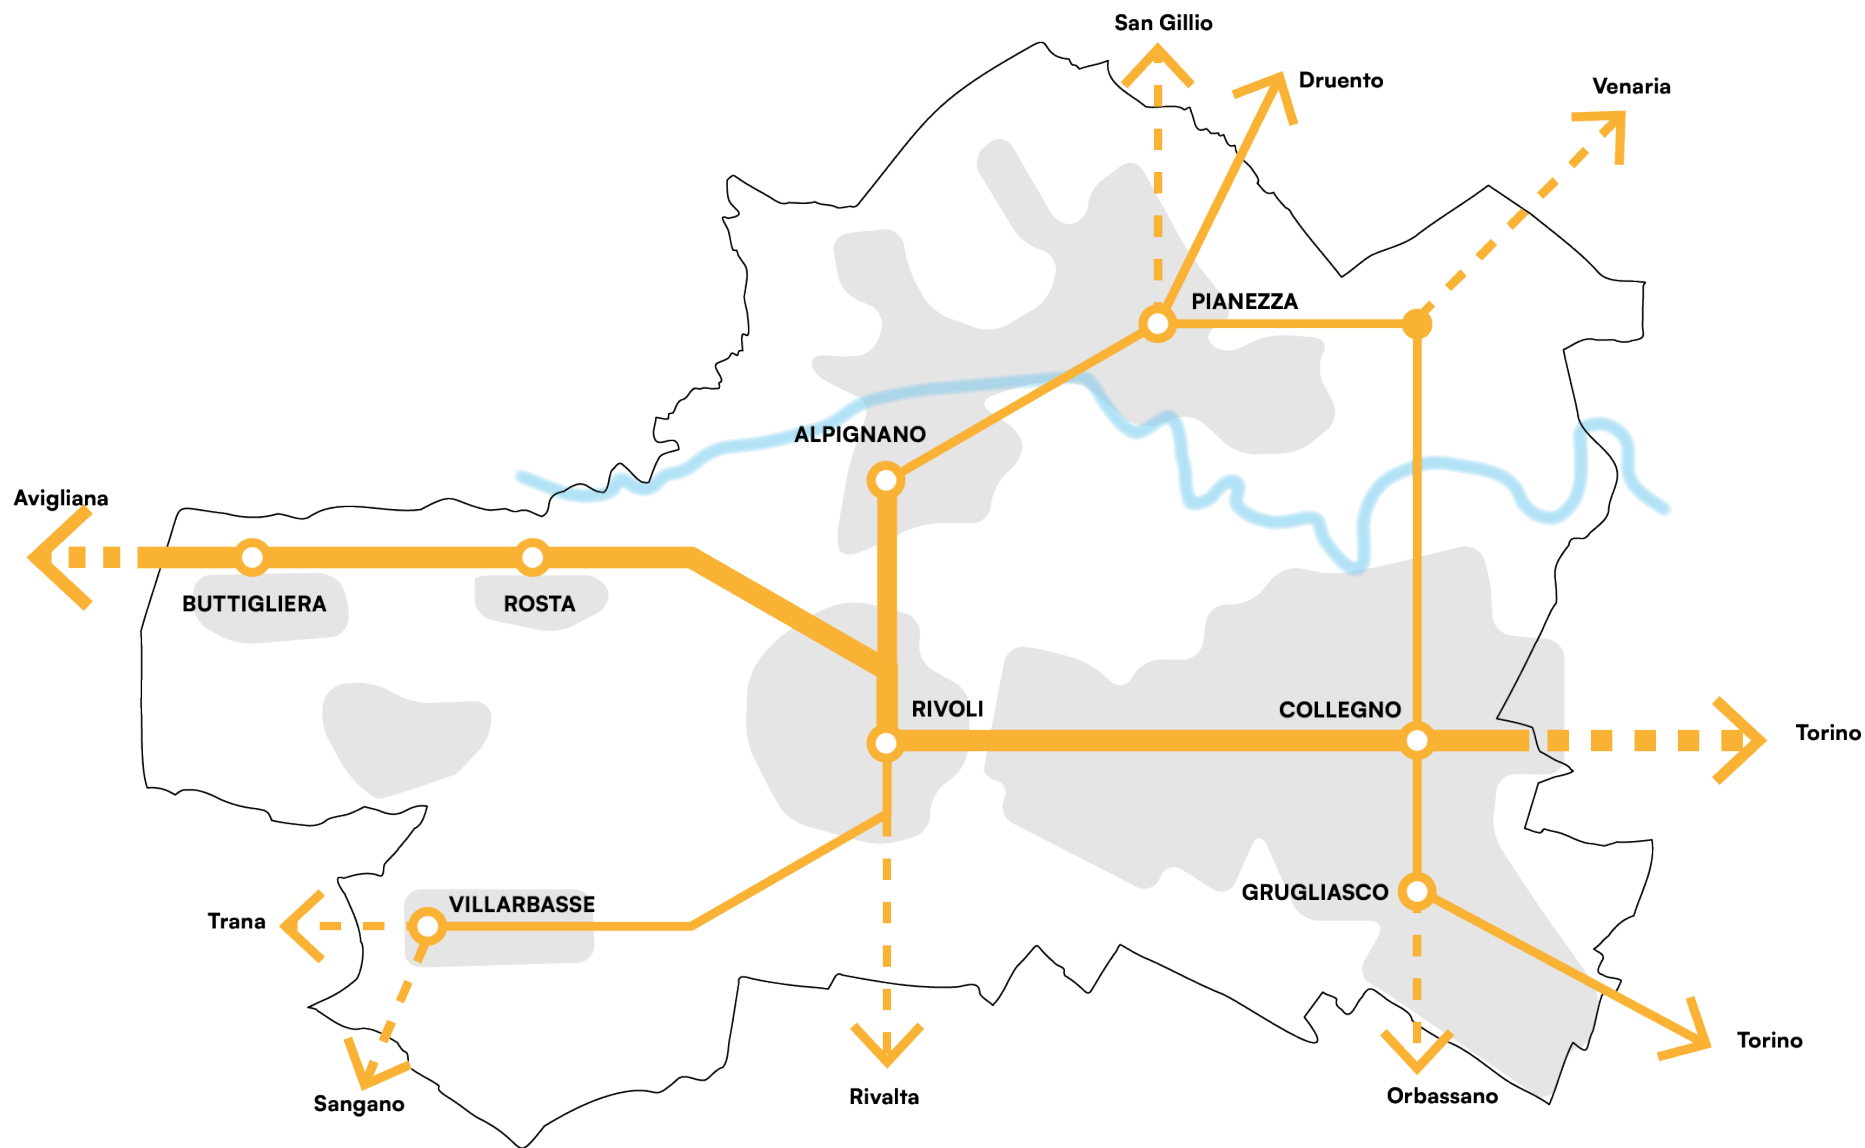 San Gillio
Druento
Venaria
PIANEZZA
ALPIGNANO
Avigliana
BUTTIGLIERA
ROSTA
RIVOLI
COLLEGNO
Torino
GRUGLIASCO
VILLARBASSE
Trana
Torino
Sangano
Rivalta
Orbassano